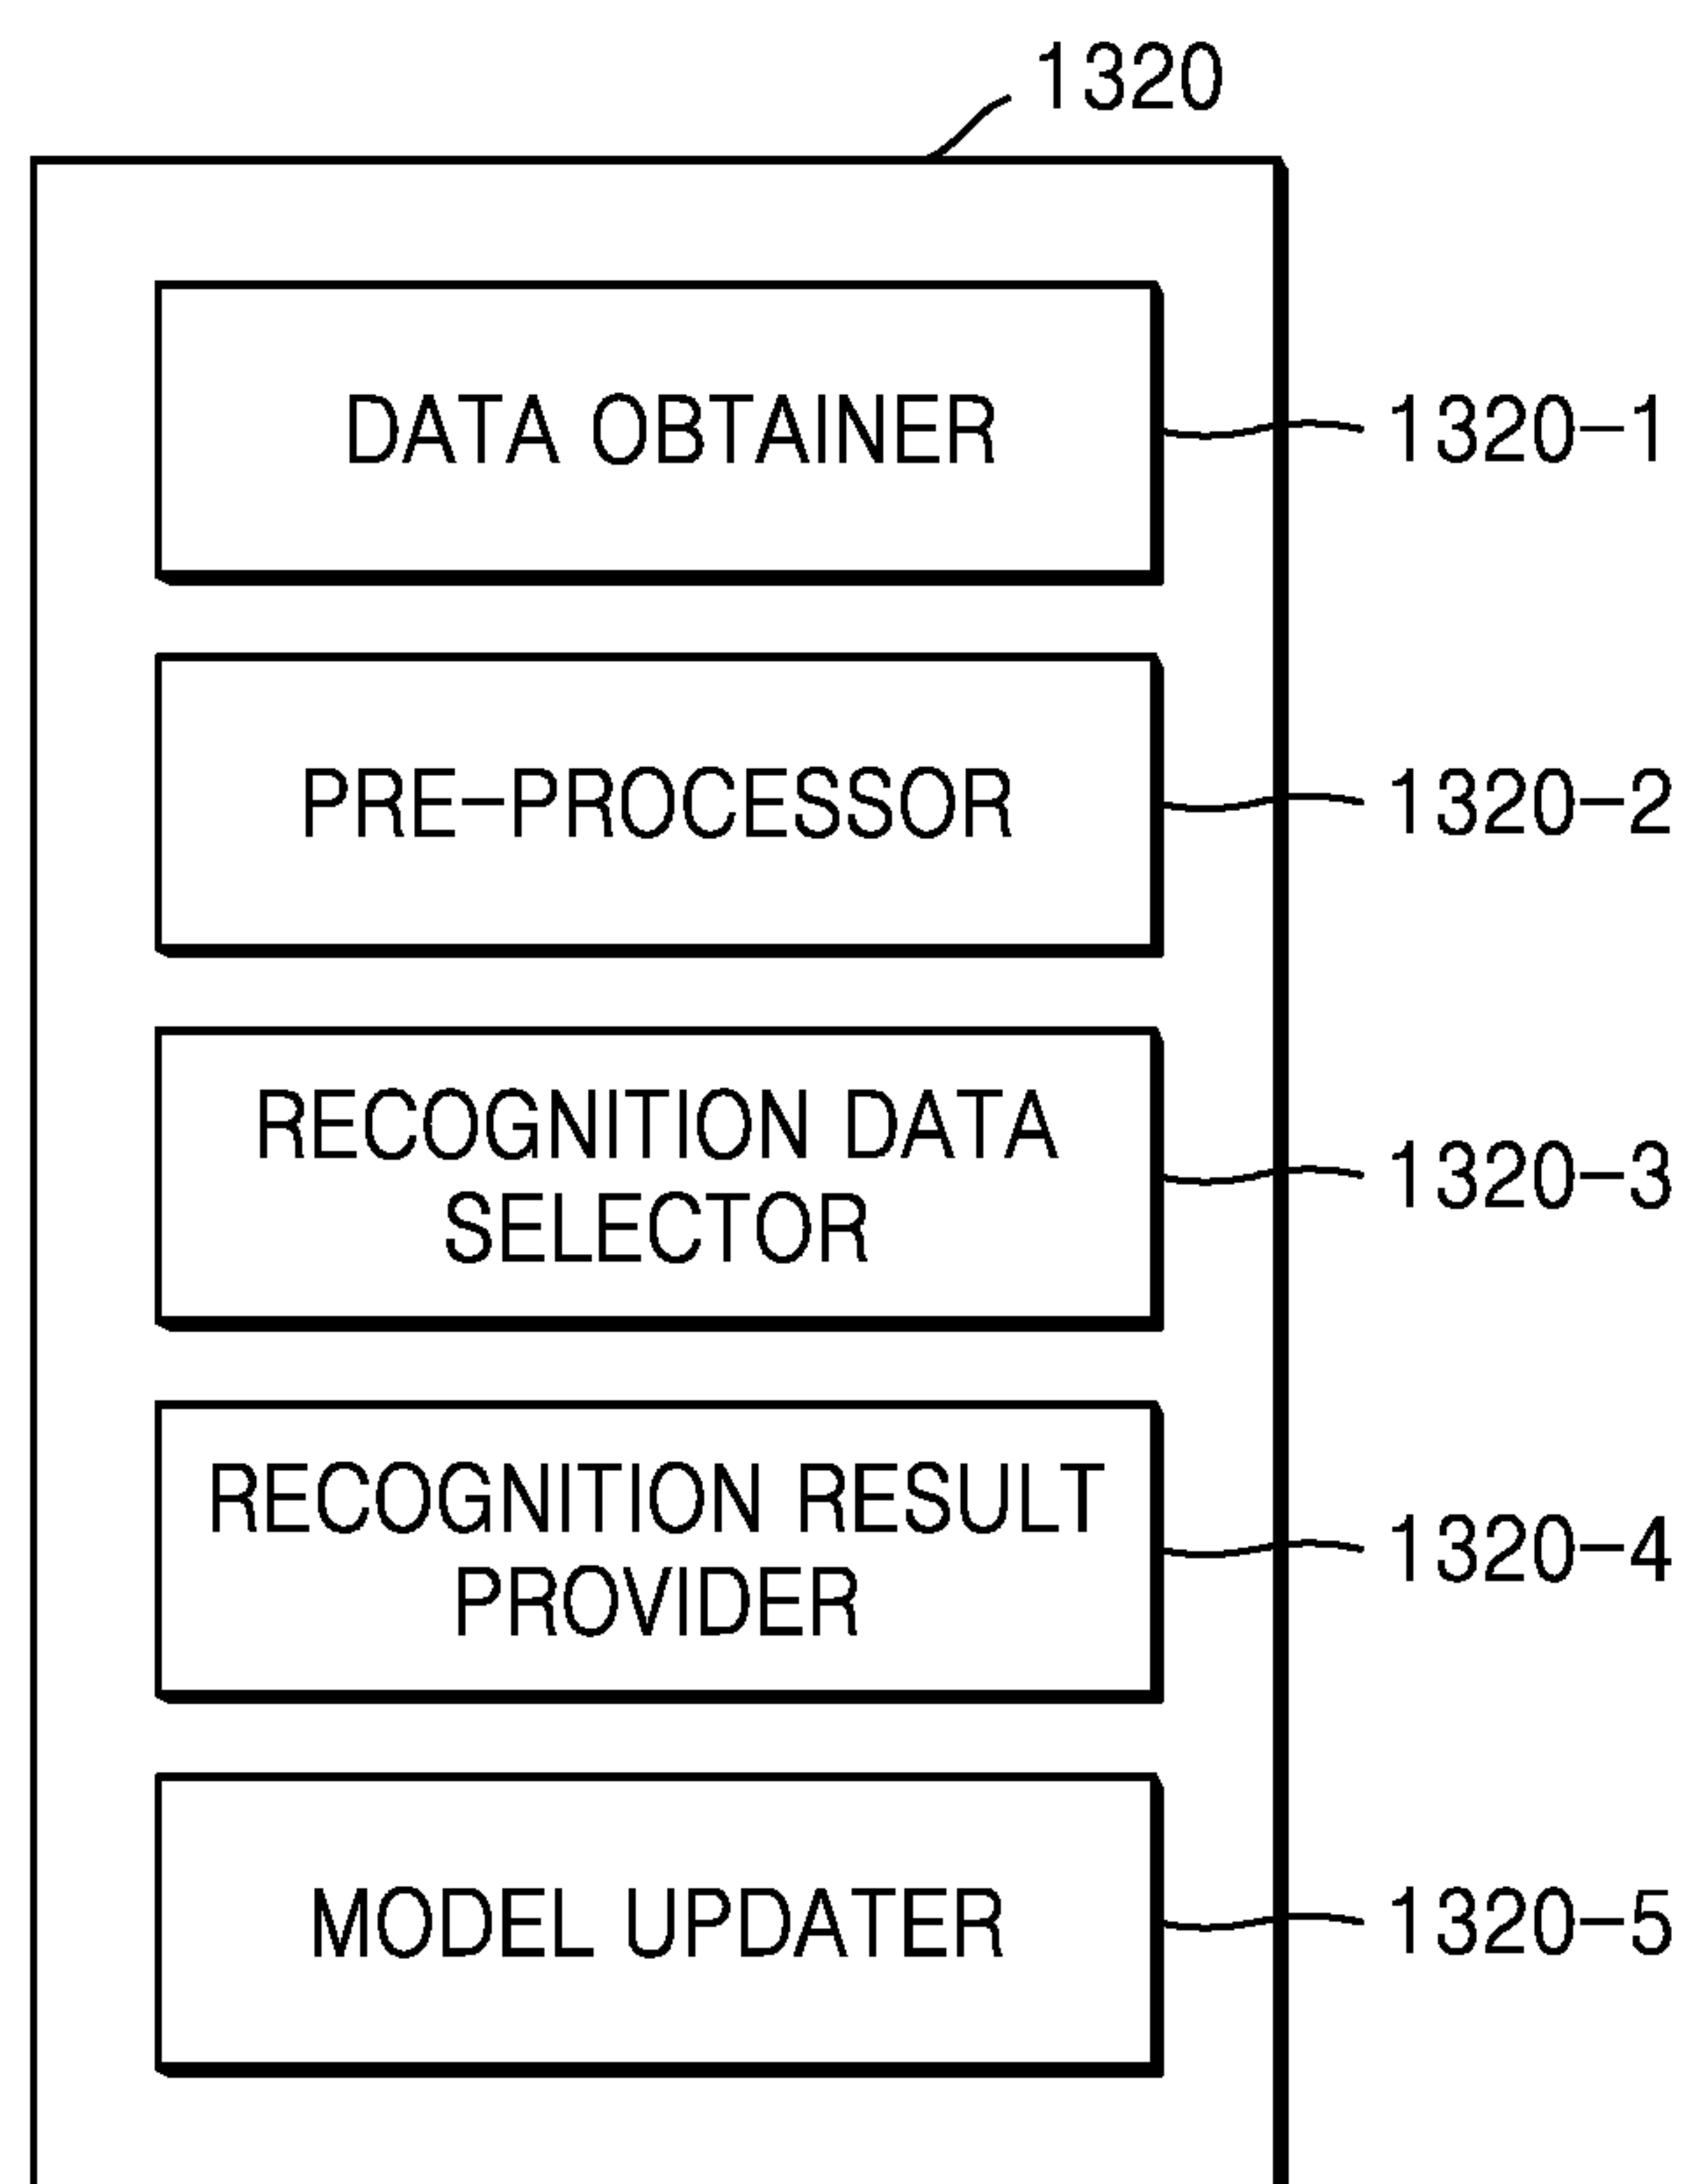 1320
DATA OBTAINER
1320-1
PRE-PROCESSOR
1320-2
RECOGNITION DATA
SELECTOR
1320-3
RECOGNITION RESULT
PROVIDER
1320-4
MODEL UPDATER
1320-5